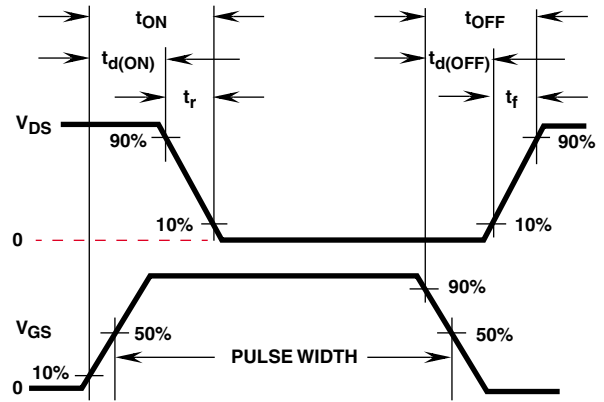 tON tOFF
td(ON) td(OFF)
tr tf
VDS
90% 90%
10% 10%
0
90%
VGS 50% PULSE WIDTH 50%
10%
0